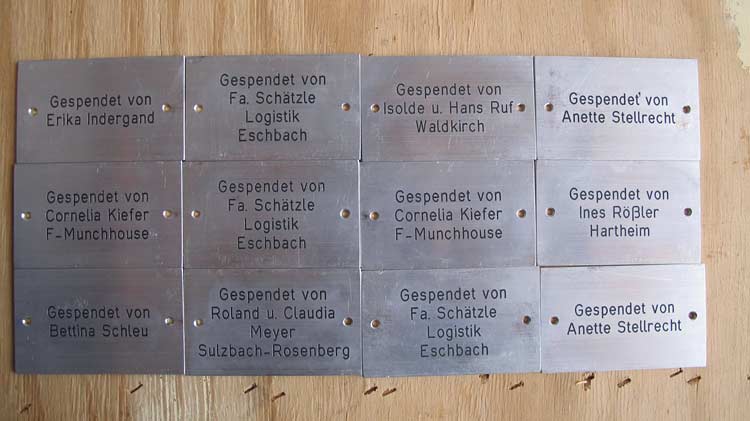 Gespendet von
Erika Indergand
Gespendet von
Fa. Schätzle
Logistik
Eschbach
Gespendet von
Isolde u. Hans Ruf
Waldkirch
Gespendet von
Anette Stellrecht
Gespendet von
Cornelia Kiefer
F-Munchhouse
Gespendet von
Fa. Schätzle
Logistik
Eschbach
Gespendet von
Cornelia Kiefer
F-Munchhouse
Gespendet von
Ines Rößler
Hartheim
Gespendet von
Bettina Schleu
Gespendet von
Roland u. Claudia
Meyer
Sulzbach-Rosenberg
Gespendet von
Fa. Schätzle
Logistik
Eschbach
Gespendet von
Anette Stellrecht